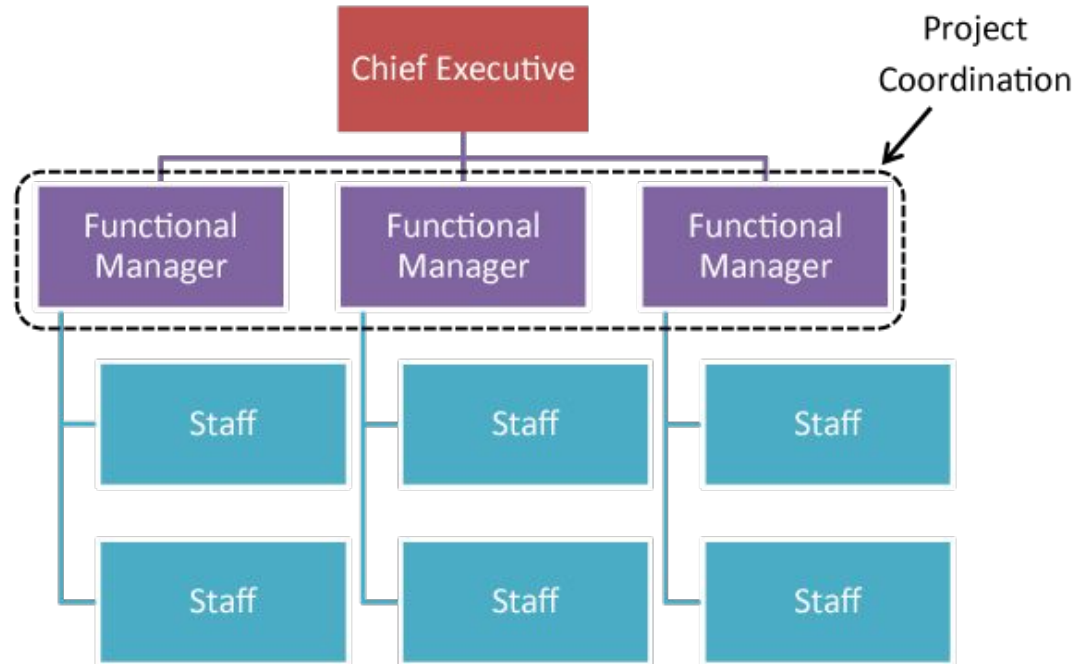 Project
Coordination
Chief Executive
Functional
Manager
Functional
Manager
Functional
Manager
Staff
Staff
Staff
Staff
Staff
Staff